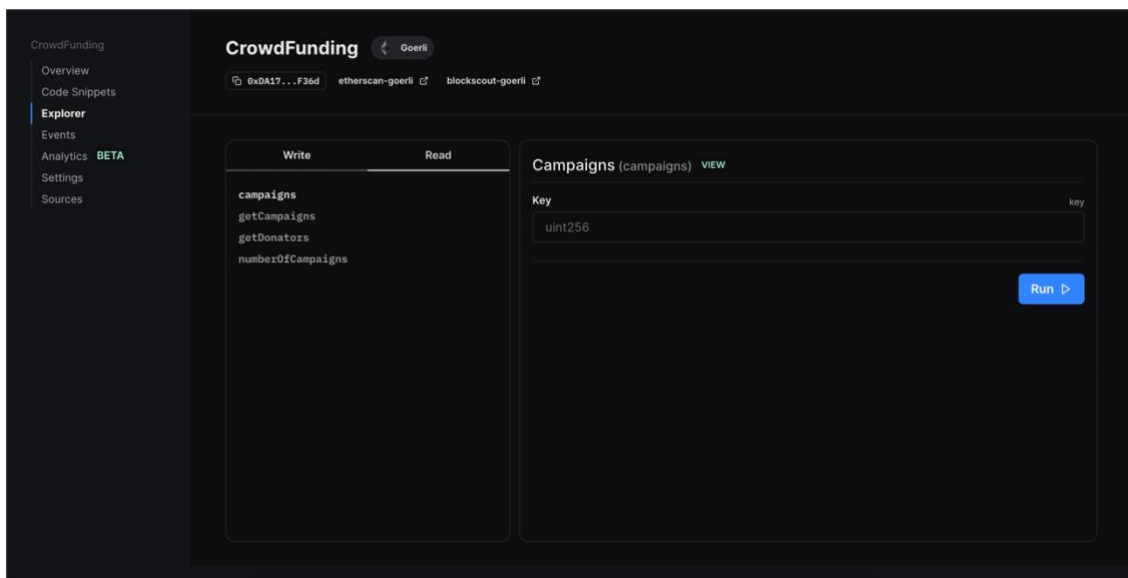 CrowdFunding
Overview
Code Snippets
Explorer
Events
Analytics BETA
Settings
Sources
CrowdFunding Goerli
0xDA17...F36d etherscan-goerli blockscout-goerli
Write Read
campaigns
getCampaigns
getDonators
numberOfCampaigns
Campaigns (campaigns) VIEW
Key key
uint256
Run